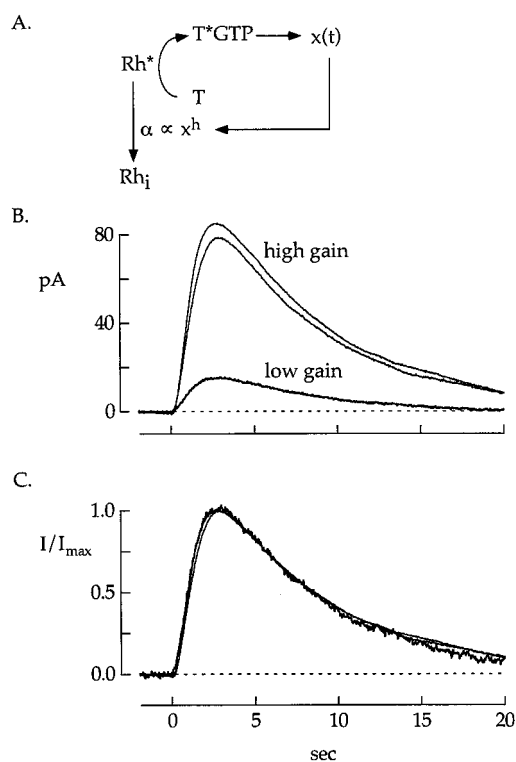 A.
T*GTP x(t)
Rh*
T
α ∝ x^h
Rh_i
B.
80
high gain
pA
40
low gain
0
C.
1.0
I/I_max
0.5
0.0
0 5 10 15 20
sec